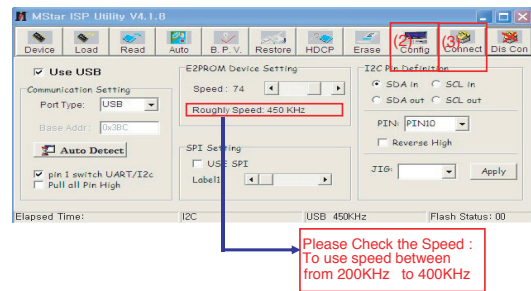 MStar ISP Utility V4.1.8
Device Load Read Auto B. P. V. Restore HDCP Erase Config Connect Dis Con
(2) (3)
Use USB
Communication Setting
Port Type: USB
Base Addr: 0x3BC
Auto Detect
pin 1 switch UART/I2c
Pull all Pin High
E2PROM Device Setting
Speed: 74
Roughly Speed: 450 KHz
SPI Setting
USE SPI
Label1
I2C Pin Definition
SDA in SCL in
SDA out SCL out
PIN: PIN10
Reverse High
JIG: Apply
Elapsed Time: I2C USB 450KHz Flash Status: 00
Please Check the Speed :
To use speed between
from 200KHz to 400KHz